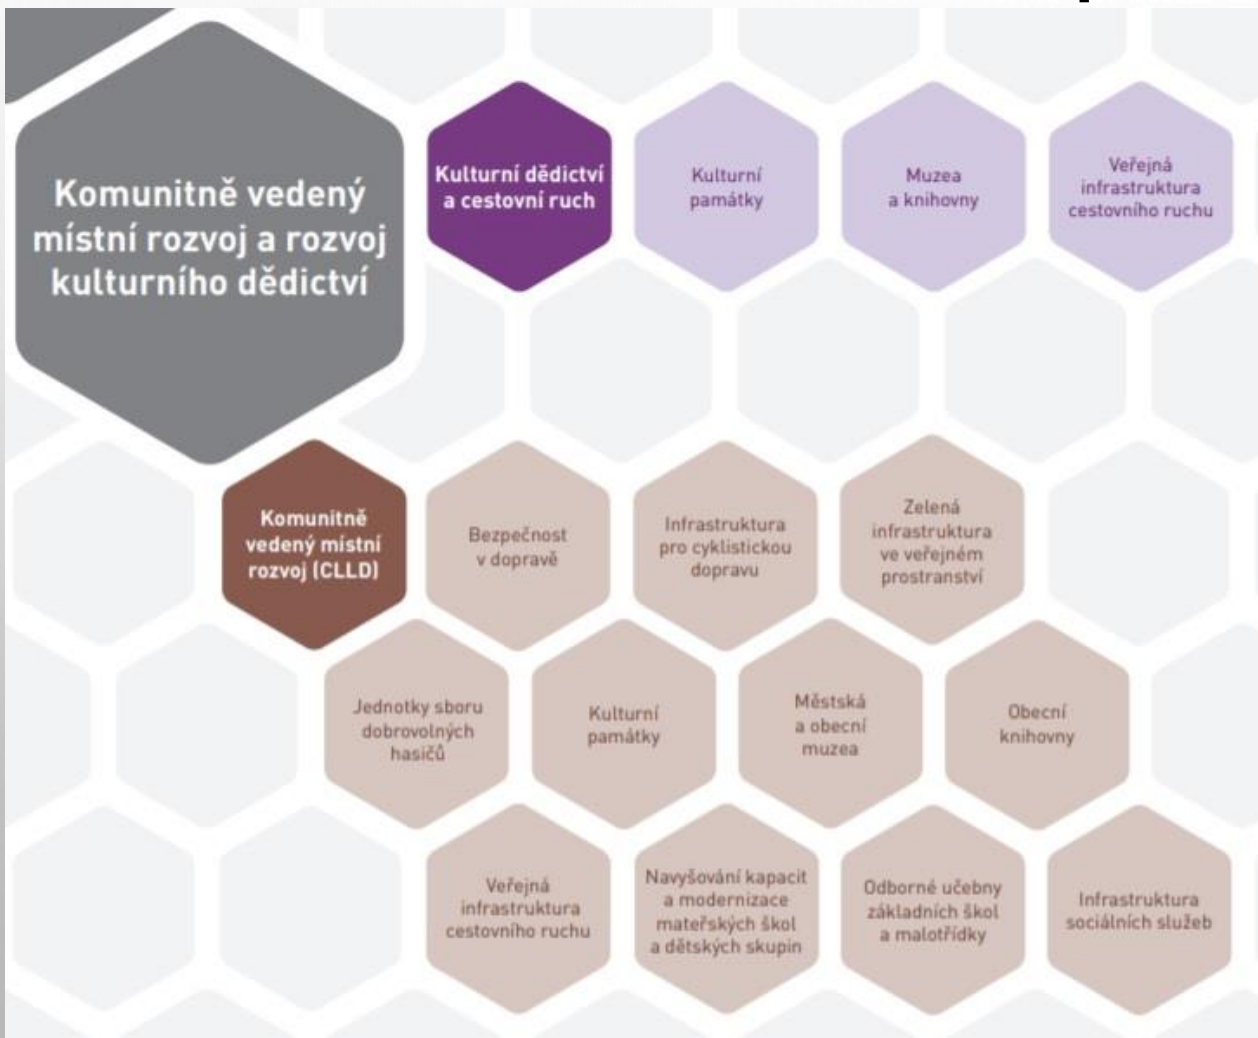 Komunitně vedený
místní rozvoj a rozvoj
kulturního dědictví
Kulturní dědictví
a cestovní ruch
Kulturní
památky
Muzea
a knihovny
Veřejná
infrastruktura
cestovního ruchu
Komunitně
vedený místní
rozvoj (CLLD)
Bezpečnost
v dopravě
Infrastruktura
pro cyklistickou
dopravu
Zelená
infrastruktura
ve veřejném
prostranství
Jednotky sboru
dobrovolných
hasičů
Kulturní
památky
Městská
a obecní
muzea
Obecní
knihovny
Veřejná
infrastruktura
cestovního ruchu
Navyšování kapacit
a modernizace
mateřských škol
a dětských skupin
Odborné učebny
základních škol
a malotřídky
Infrastruktura
sociálních služeb